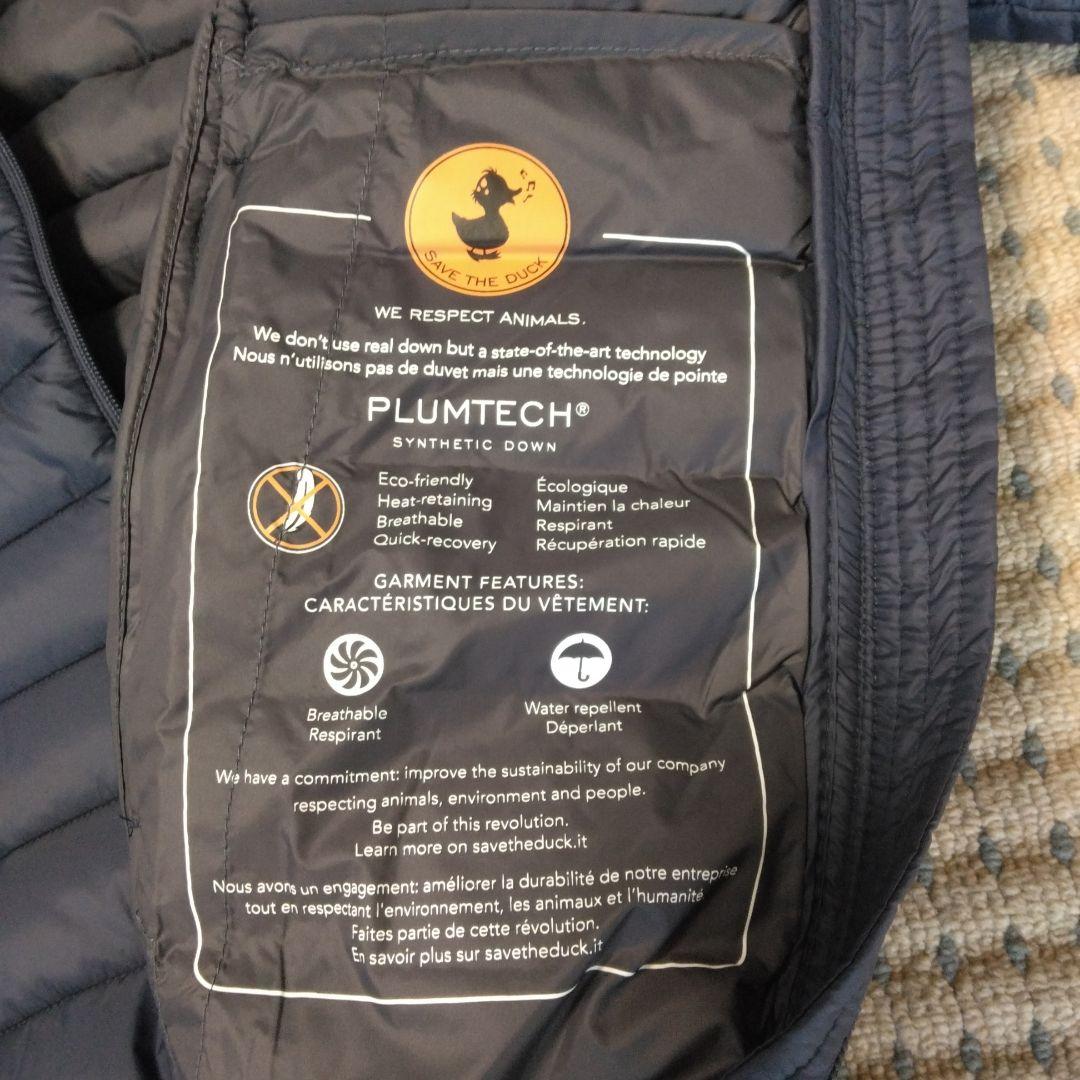 SAVE THE DUCK
WE RESPECT ANIMALS.
We don't use real down but a state-of-the-art technology
Nous n'utilisons pas de duvet mais une technologie de pointe
PLUMTECH®
SYNTHETIC DOWN
Eco-friendly
Heat-retaining
Breathable
Quick-recovery
Écologique
Maintien la chaleur
Respirant
Récupération rapide
GARMENT FEATURES:
CARACTÉRISTIQUES DU VÊTEMENT:
Breathable
Respirant
Water repellent
Déperlant
We have a commitment: improve the sustainability of our company
respecting animals, environment and people.
Be part of this revolution.
Learn more on savetheduck.it
Nous avons un engagement: améliorer la durabilité de notre entreprise
tout en respectant l'environnement, les animaux et l'humanité
Faites partie de cette révolution.
En savoir plus sur savetheduck.it